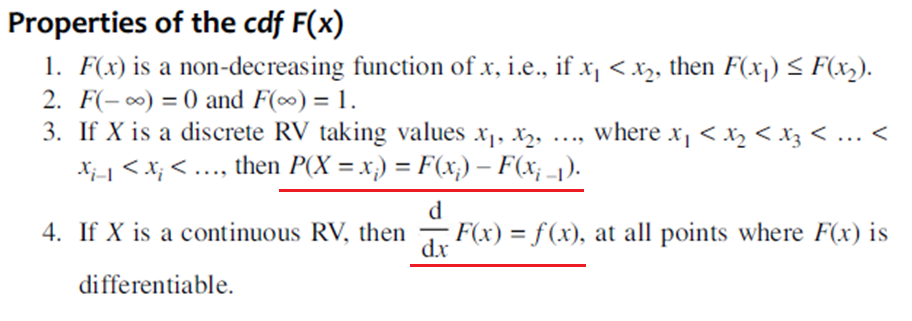 Properties of the cdf F(x)
1. F(x) is a non-decreasing function of x, i.e., if x₁ < x₂, then F(x₁) ≤ F(x₂).
2. F(– ∞) = 0 and F(∞) = 1.
3. If X is a discrete RV taking values x₁, x₂, …, where x₁ < x₂ < x₃ < … <
xᵢ₋₁ < xᵢ < …, then P(X = xᵢ) = F(xᵢ) – F(xᵢ₋₁).
4. If X is a continuous RV, then d/dx F(x) = f(x), at all points where F(x) is
differentiable.